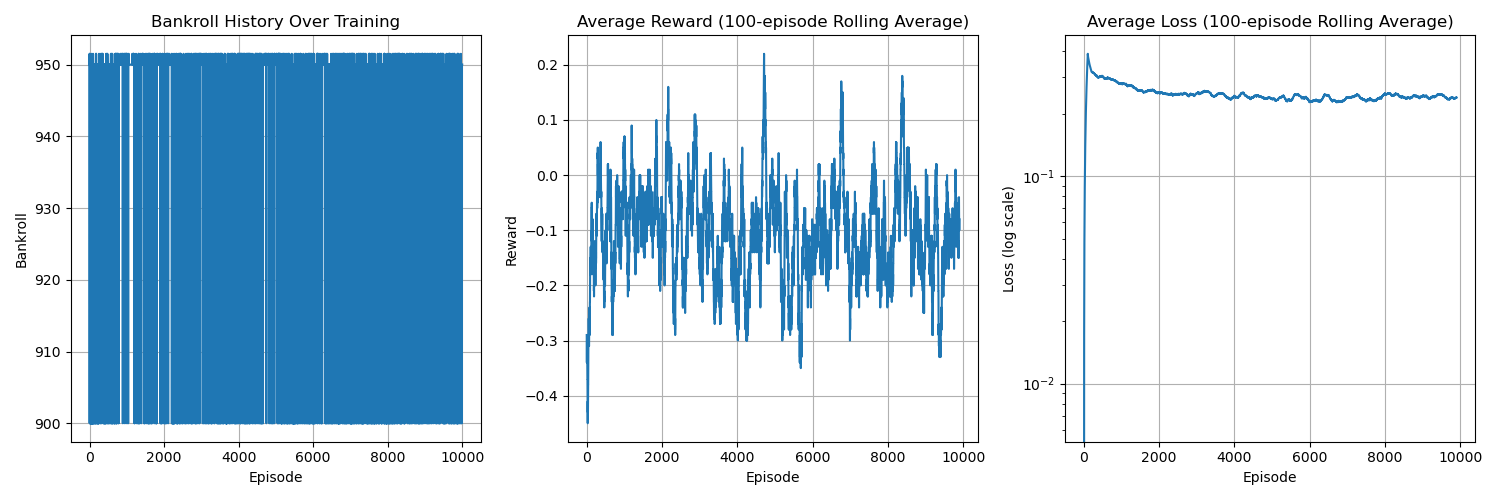 Bankroll History Over Training
Bankroll
950
940
930
920
910
900
0 2000 4000 6000 8000 10000
Episode
Average Reward (100-episode Rolling Average)
Reward
0.2
0.1
0.0
−0.1
−0.2
−0.3
−0.4
0 2000 4000 6000 8000 10000
Episode
Average Loss (100-episode Rolling Average)
Loss (log scale)
10⁻¹
10⁻²
0 2000 4000 6000 8000 10000
Episode